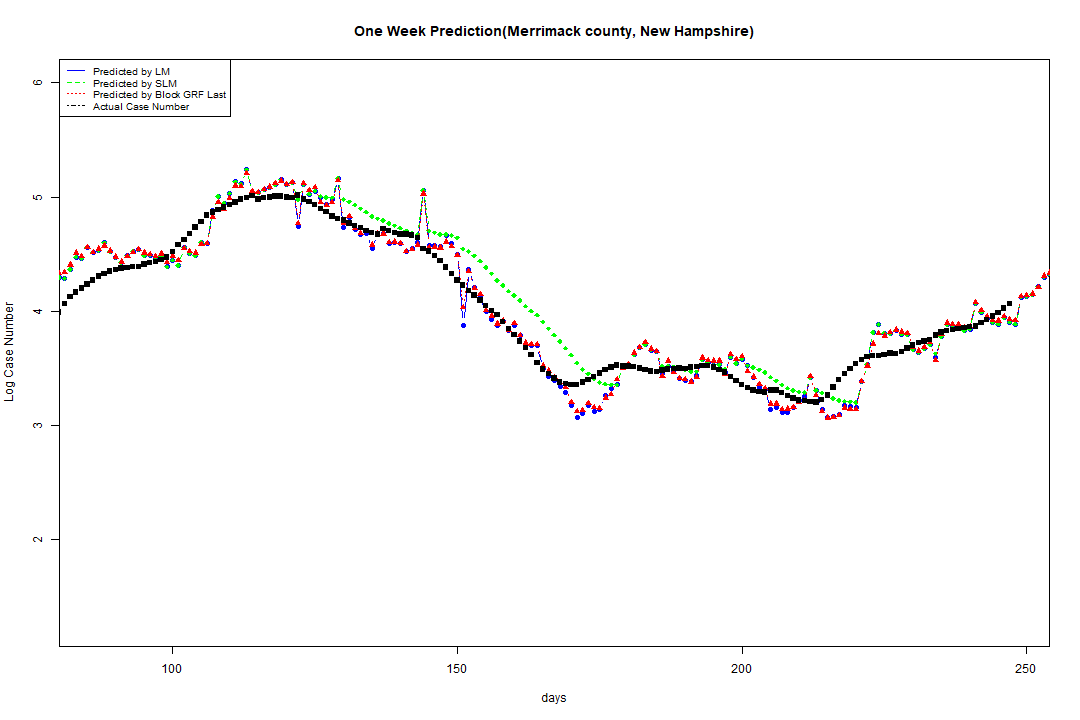 One Week Prediction(Merrimack county, New Hampshire)
Predicted by LM
Predicted by SLM
Predicted by Block GRF Last
Actual Case Number
6
5
4
3
2
Log Case Number
100 150 200 250
days